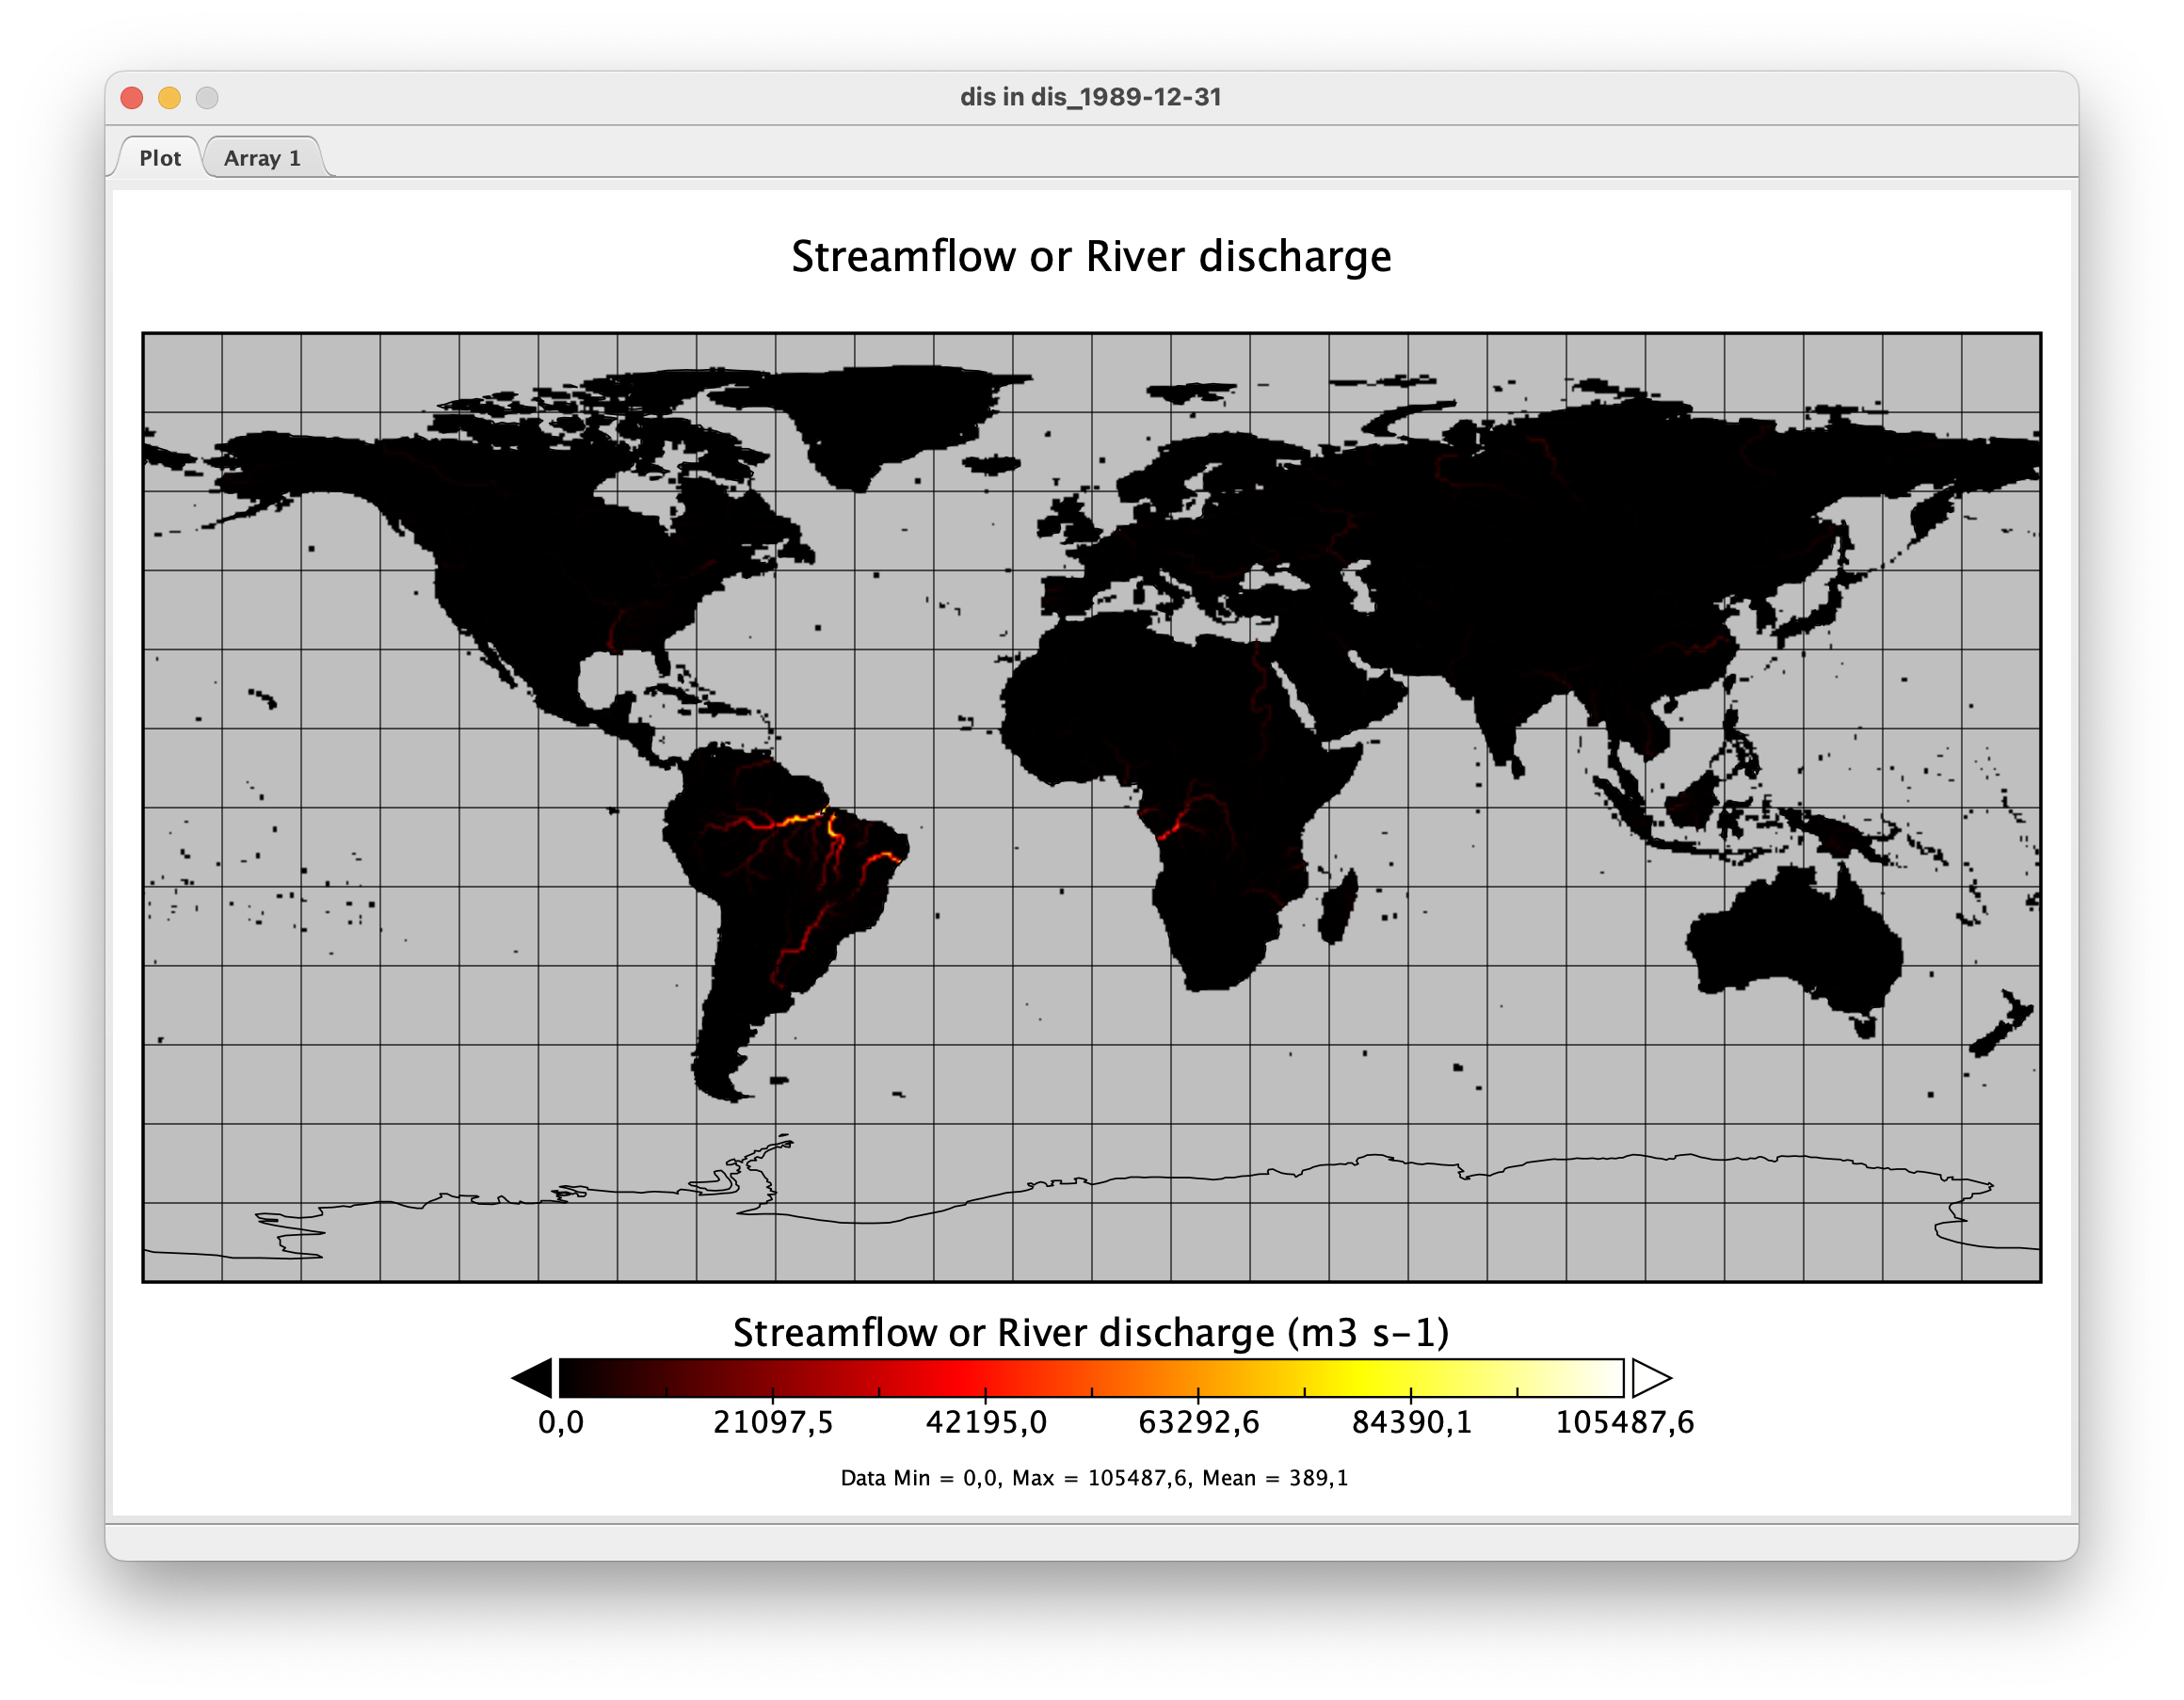 dis in dis_1989-12-31
Plot
Array 1
Streamflow or River discharge
Streamflow or River discharge (m3 s-1)
0,0 21097,5 42195,0 63292,6 84390,1 105487,6
Data Min = 0,0, Max = 105487,6, Mean = 389,1